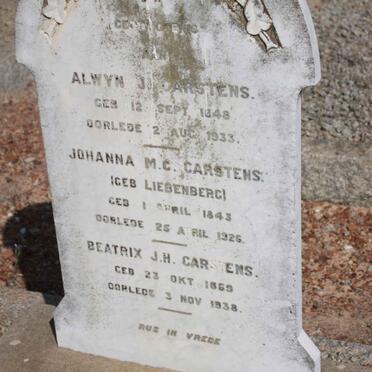 ALWYN J. CARSTENS.
GEB 12 SEPT 1848
OORLEDE 2 AUG 1933.
JOHANNA M.C. CARSTENS.
(GEB LIEBENBERG)
GEB 1 APRIL 1843
OORLEDE 25 A RIL 1926.
BEATRIX J.H. CARSTENS.
GEB 23 OKT 1869
OORLEDE 3 NOV 1938.
RUS IN VREDE